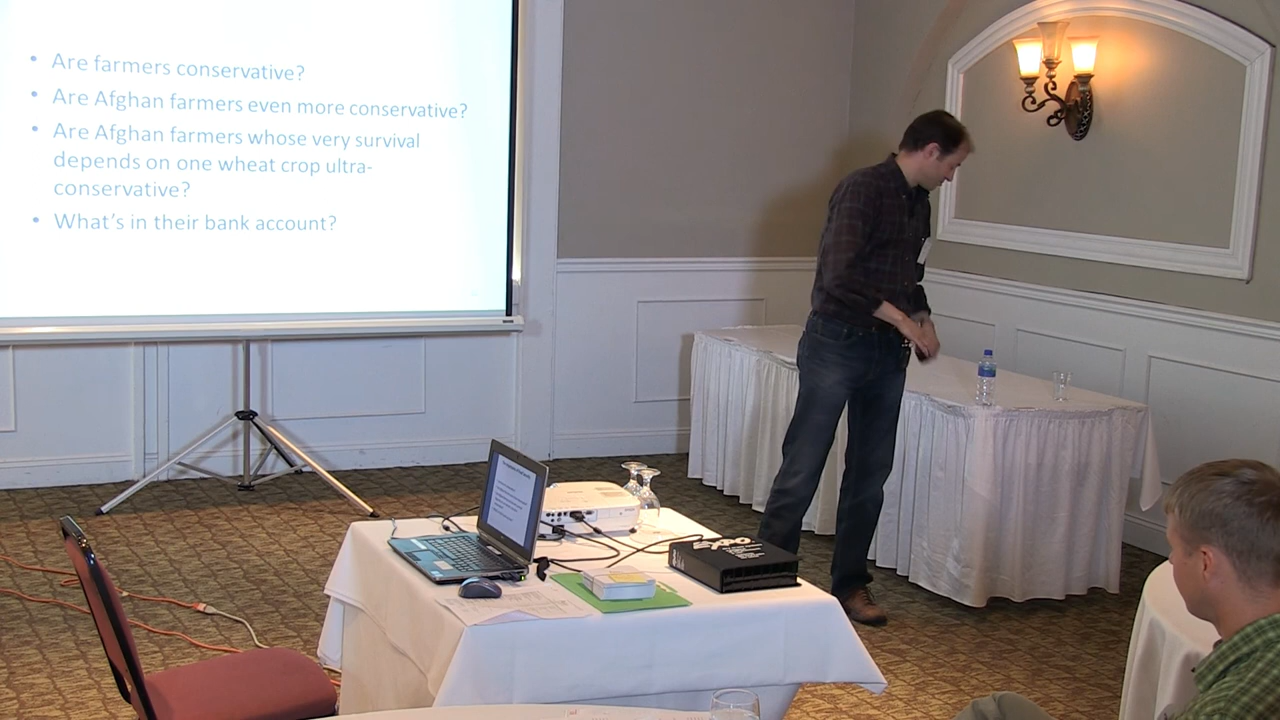 • Are farmers conservative?
• Are Afghan farmers even more conservative?
• Are Afghan farmers whose very survival
depends on one wheat crop ultra-
conservative?
• What's in their bank account?